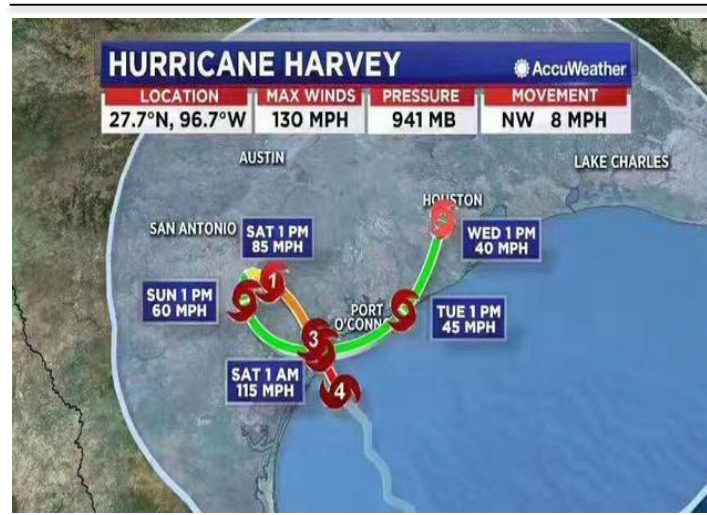 HURRICANE HARVEY
AccuWeather
LOCATION MAX WINDS PRESSURE MOVEMENT
27.7°N, 96.7°W 130 MPH 941 MB NW 8 MPH
AUSTIN
LAKE CHARLES
HOUSTON
SAN ANTONIO
SAT 1 PM
85 MPH
WED 1 PM
40 MPH
1
SUN 1 PM
60 MPH
PORT
O'CONNO
TUE 1 PM
45 MPH
3
SAT 1 AM
115 MPH
4